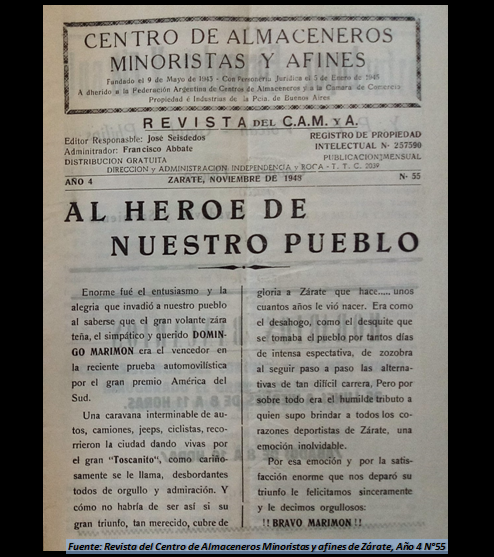 CENTRO DE ALMACENEROS
MINORISTAS Y AFINES
Fundado el 9 de Mayo de 1943 - Con Personería Jurídica el 5 de Enero de 1948
A dherido a la Federación Argentina de Centros de Almaceneros y a la Cámara de Comercio
Propiedad é Industrias de la Pcia. de Buenos Aires
REVISTA DEL C.A.M. Y A.
Editor Responasble: José Seisdedos
Administrador: Francisco Abbate
DISTRIBUCION GRATUITA
REGISTRO DE PROPIEDAD
INTELECTUAL Nº 257590
PUBLICACION MENSUAL
DIRECCION y ADMINISTRACION INDEPENDENCIA y ROCA - T. T. C. 2039
AÑO 4
ZARATE, NOVIEMBRE DE 1948
Nº 55
AL HEROE DE
NUESTRO PUEBLO
Enorme fué el entusiasmo y la
alegria que invadió a nuestro pueblo
al saberse que el gran volante zára
teña, el simpático y querido DOMIN-
GO MARIMON era el vencedor en
la reciente prueba automovilística
por el gran premio América del
Sud.
Una caravana interminable de au-
tos, camiones, jeeps, ciclistas, reco-
rrieron la ciudad dando vivas por
el gran "Toscanito", como cariño-
samente se le llama, desbordantes
todos de orgullo y admiración. Y
cómo no habría de ser así si su
gran triunfo, tan merecido, cubre de
gloria a Zárate que hace..... unos
cuantos años le vió nacer. Era como
el desahogo, como el desquite que
se tomaba el pueblo por tantos días
de intensa espectativa, de zozobra
al seguir paso a paso las alterna-
tivas de tan difícil carrera. Pero por
sobre todo era el humilde tributo a
quien supo brindar a todos los co-
razones deportistas de Zárate, una
emoción inolvidable.
Por esa emoción y por la satis-
facción enorme que nos deparó su
triunfo le felicitamos sinceramente
y le decimos orgullosos:
!! BRAVO MARIMON !!
Fuente: Revista del Centro de Almaceneros Minoristas y afines de Zárate, Año 4 N°55